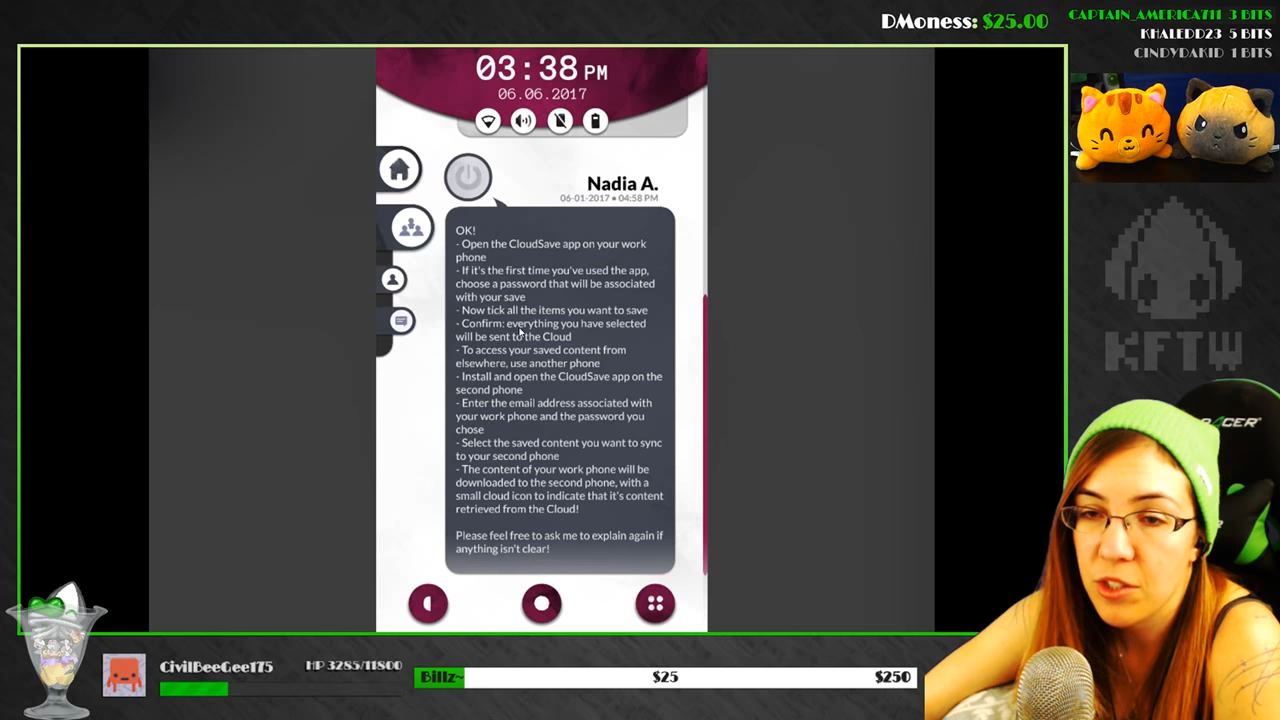 DMoness: $25.00
CAPTAIN_AMERICA711 3 BITS
KHALEDD23 5 BITS
CINDYDAKID 1 BITS
03:38 PM
06.06.2017
Nadia A.
06-01-2017 • 04:58 PM
OK!
- Open the CloudSave app on your work
phone
- If it's the first time you've used the app,
choose a password that will be associated
with your save
- Now tick all the items you want to save
- Confirm: everything you have selected
will be sent to the Cloud
- To access your saved content from
elsewhere, use another phone
- Install and open the CloudSave app on the
second phone
- Enter the email address associated with
your work phone and the password you
chose
- Select the saved content you want to sync
to your second phone
- The content of your work phone will be
downloaded to the second phone, with a
small cloud icon to indicate that it's content
retrieved from the Cloud!
Please feel free to ask me to explain again if
anything isn't clear!
KFTW
CivilBeeGee175 HP 3285/11800
Billz~ $25 $250